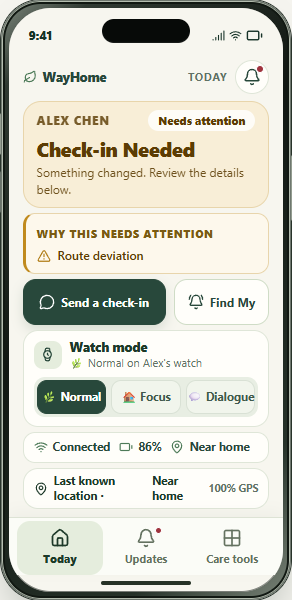 9:41
WayHome
TODAY
ALEX CHEN
Needs attention
Check-in Needed
Something changed. Review the details
below.
WHY THIS NEEDS ATTENTION
Route deviation
Send a check-in
Find My
Watch mode
Normal on Alex's watch
Normal
Focus
Dialogue
Connected
86%
Near home
Last known
location ·
Near
home
100% GPS
Today
Updates
Care tools